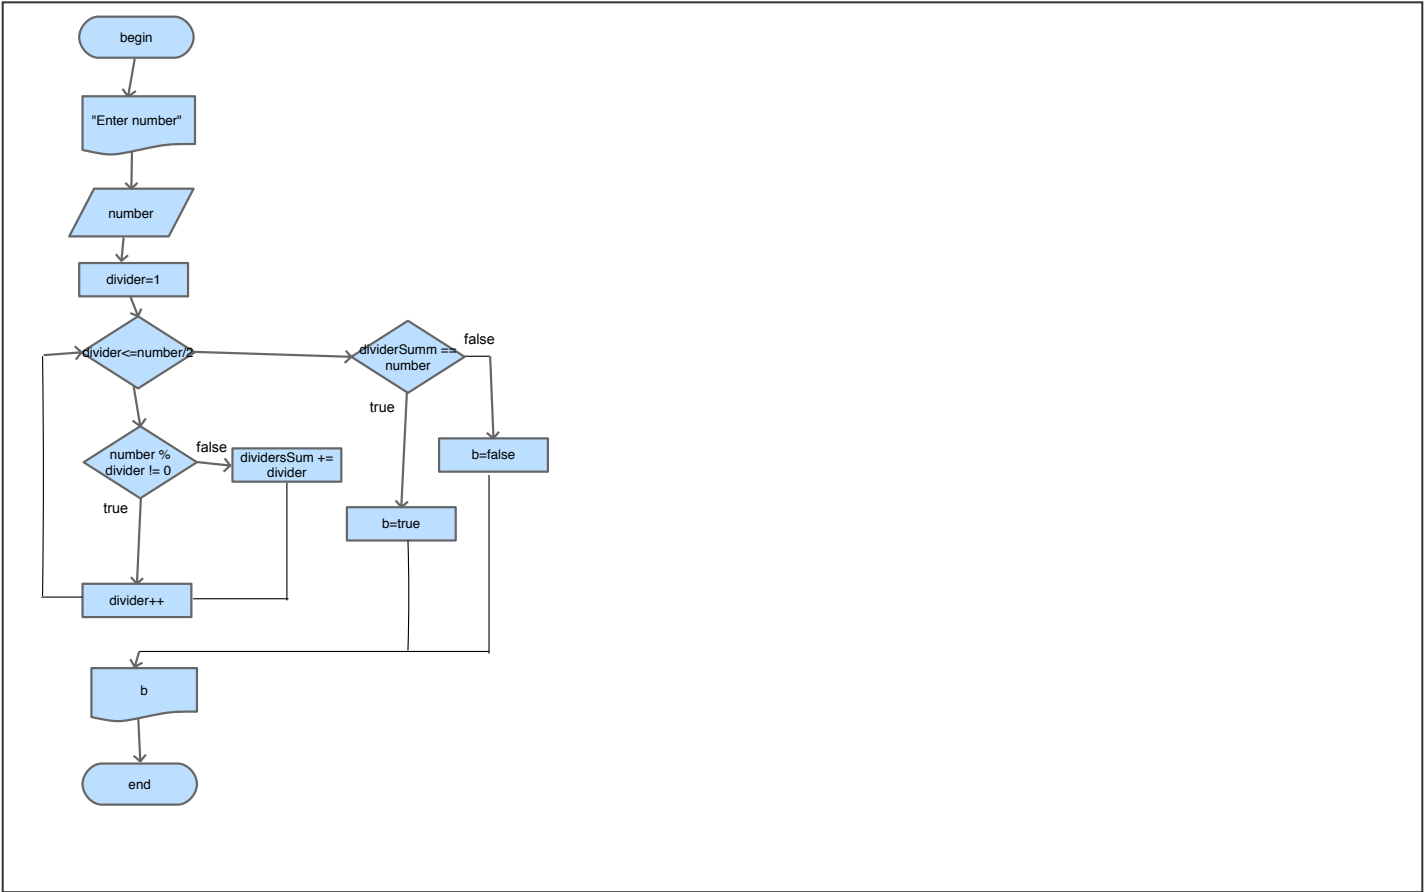 begin
"Enter number"
number
divider=1
divider<=number/2
dividerSumm ==
number
false
true
number %
divider != 0
false
dividersSum +=
divider
b=false
true
b=true
divider++
b
end